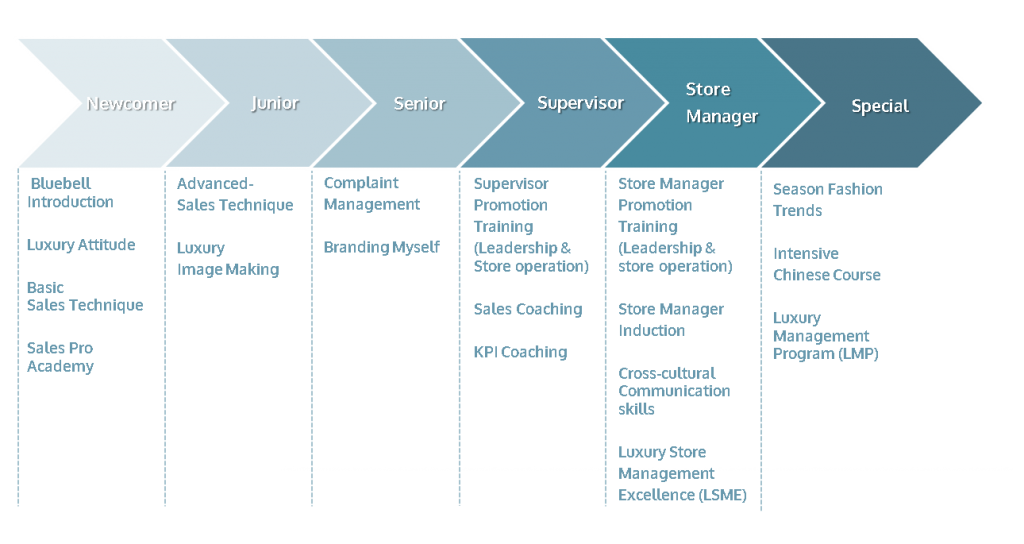 Newcomer
Junior
Senior
Supervisor
Store
Manager
Special
Bluebell
Introduction
Luxury Attitude
Basic
Sales Technique
Sales Pro
Academy
Advanced-
Sales Technique
Luxury
Image Making
Complaint
Management
Branding Myself
Supervisor
Promotion
Training
(Leadership &
Store operation)
Sales Coaching
KPI Coaching
Store Manager
Promotion
Training
(Leadership &
store operation)
Store Manager
Induction
Cross-cultural
Communication
skills
Luxury Store
Management
Excellence (LSME)
Season Fashion
Trends
Intensive
Chinese Course
Luxury
Management
Program (LMP)